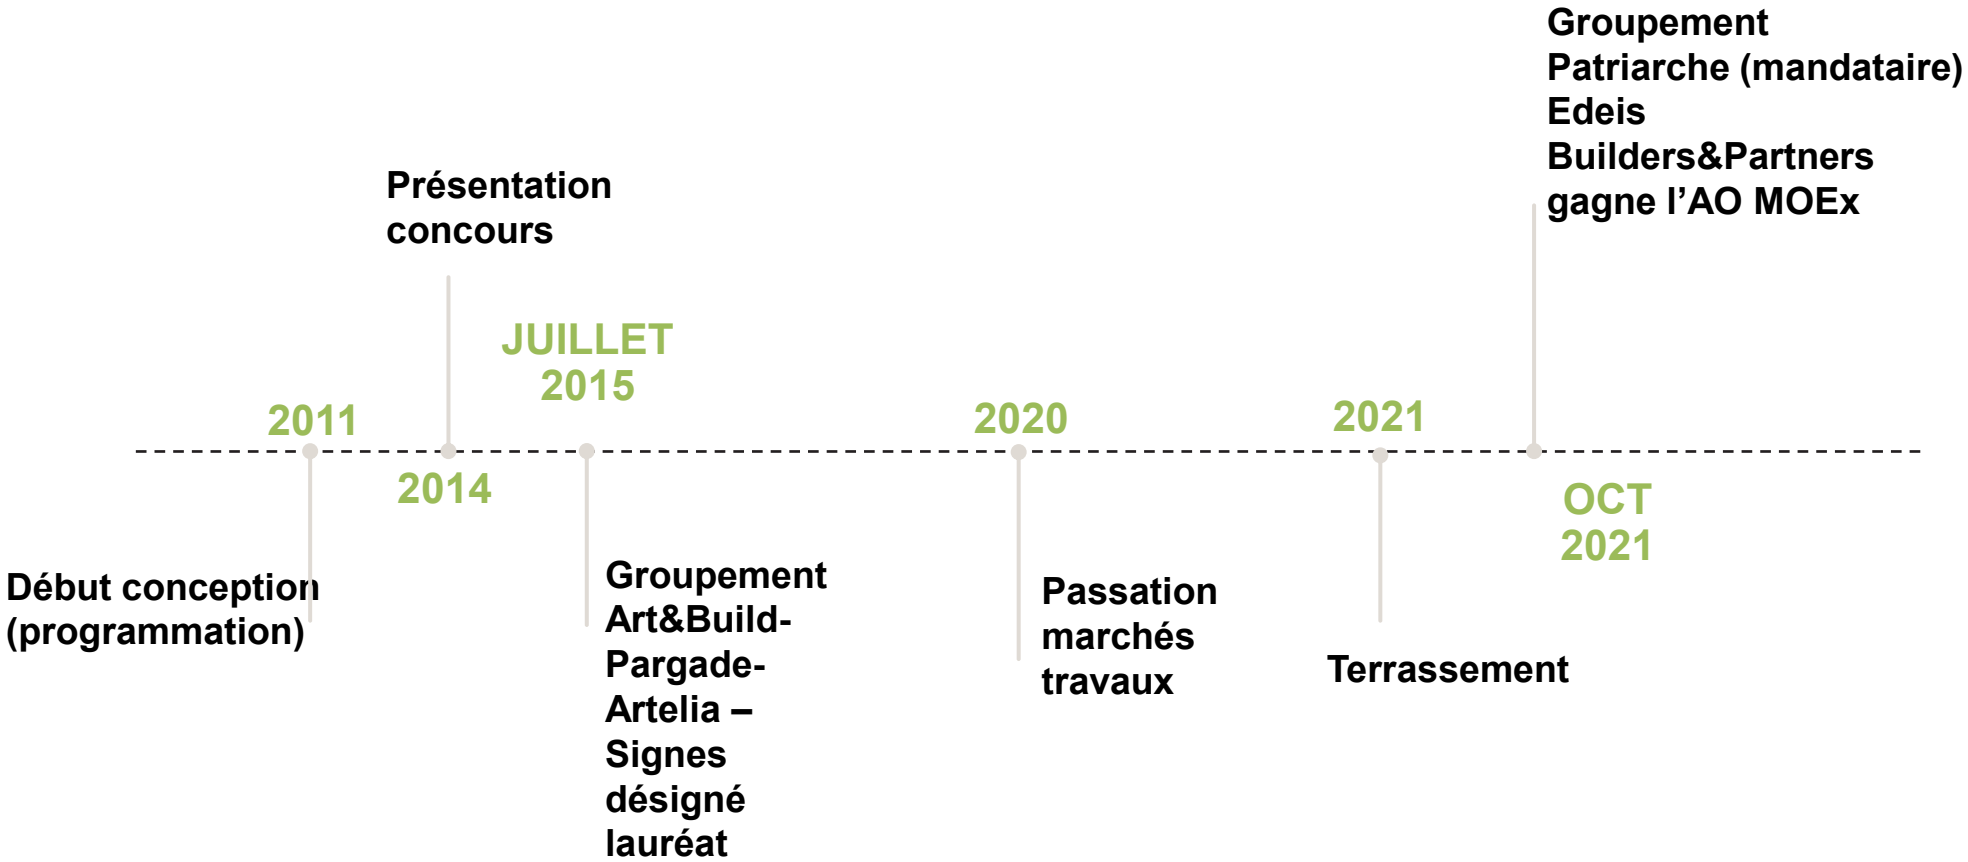 Groupement
Patriarche (mandataire)
Edeis
Builders&Partners
gagne l’AO MOEx
Présentation
concours
JUILLET
2015
2011
2020
2021
2014
OCT
2021
Début conception
(programmation)
Groupement
Art&Build-
Pargade-
Artelia –
Signes
désigné
lauréat
Passation
marchés
travaux
Terrassement